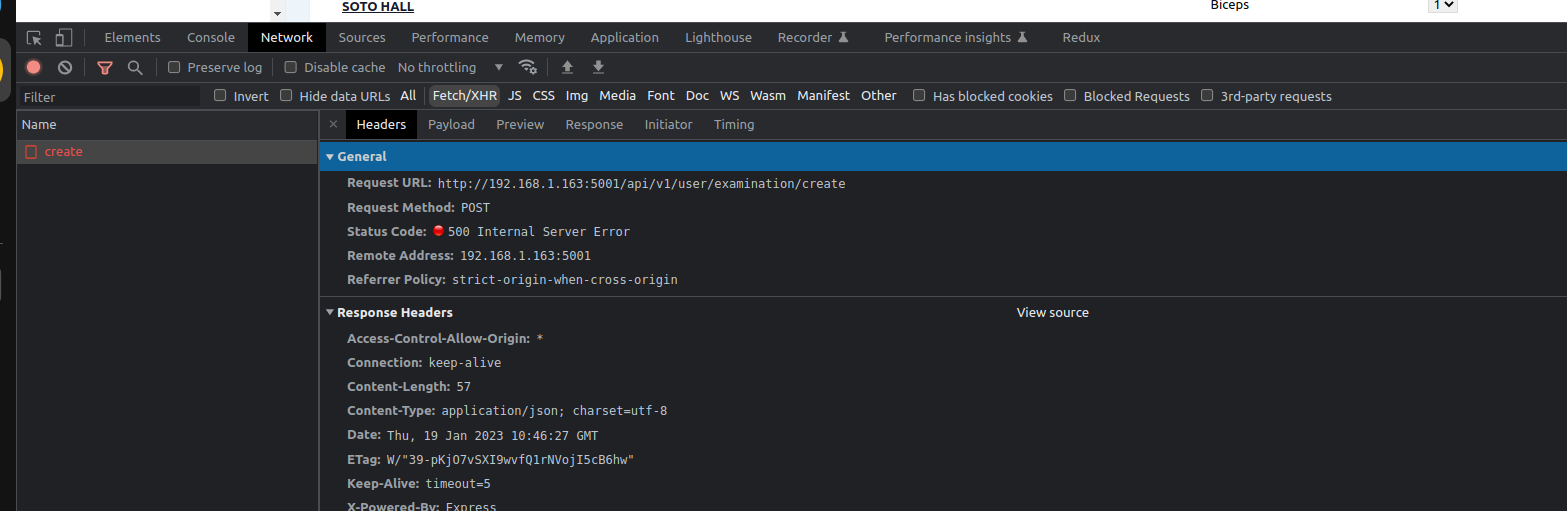 SOTO HALL Biceps 1
Elements Console Network Sources Performance Memory Application Lighthouse Recorder Performance insights Redux
Preserve log Disable cache No throttling
Filter Invert Hide data URLs All Fetch/XHR JS CSS Img Media Font Doc WS Wasm Manifest Other Has blocked cookies Blocked Requests 3rd-party requests
Name × Headers Payload Preview Response Initiator Timing
create
General
Request URL: http://192.168.1.163:5001/api/v1/user/examination/create
Request Method: POST
Status Code: 500 Internal Server Error
Remote Address: 192.168.1.163:5001
Referrer Policy: strict-origin-when-cross-origin
Response Headers View source
Access-Control-Allow-Origin: *
Connection: keep-alive
Content-Length: 57
Content-Type: application/json; charset=utf-8
Date: Thu, 19 Jan 2023 10:46:27 GMT
ETag: W/"39-pKjO7vSXI9wvfQ1rNVojI5cB6hw"
Keep-Alive: timeout=5
X-Powered-By: Express